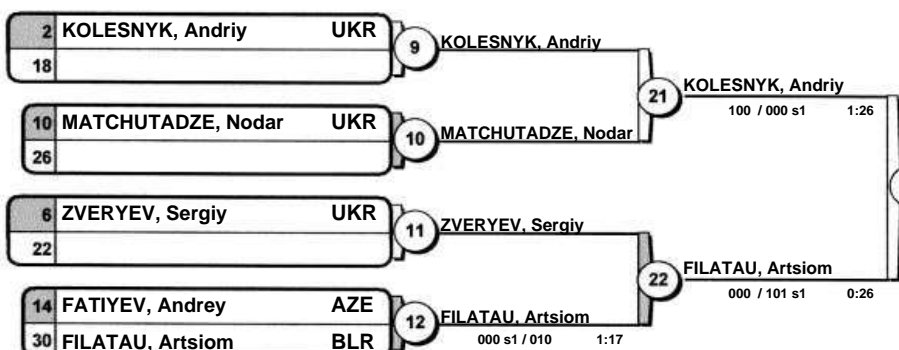 2 KOLESNYK, Andriy UKR
18
9
KOLESNYK, Andriy
10 MATCHUTADZE, Nodar UKR
26
10
MATCHUTADZE, Nodar
21
KOLESNYK, Andriy
100 / 000 s1 1:26
6 ZVERYEV, Sergiy UKR
22
11
ZVERYEV, Sergiy
14 FATIYEV, Andrey AZE
30 FILATAU, Artsiom BLR
12
FILATAU, Artsiom
000 s1 / 010 1:17
22
FILATAU, Artsiom
000 / 101 s1 0:26